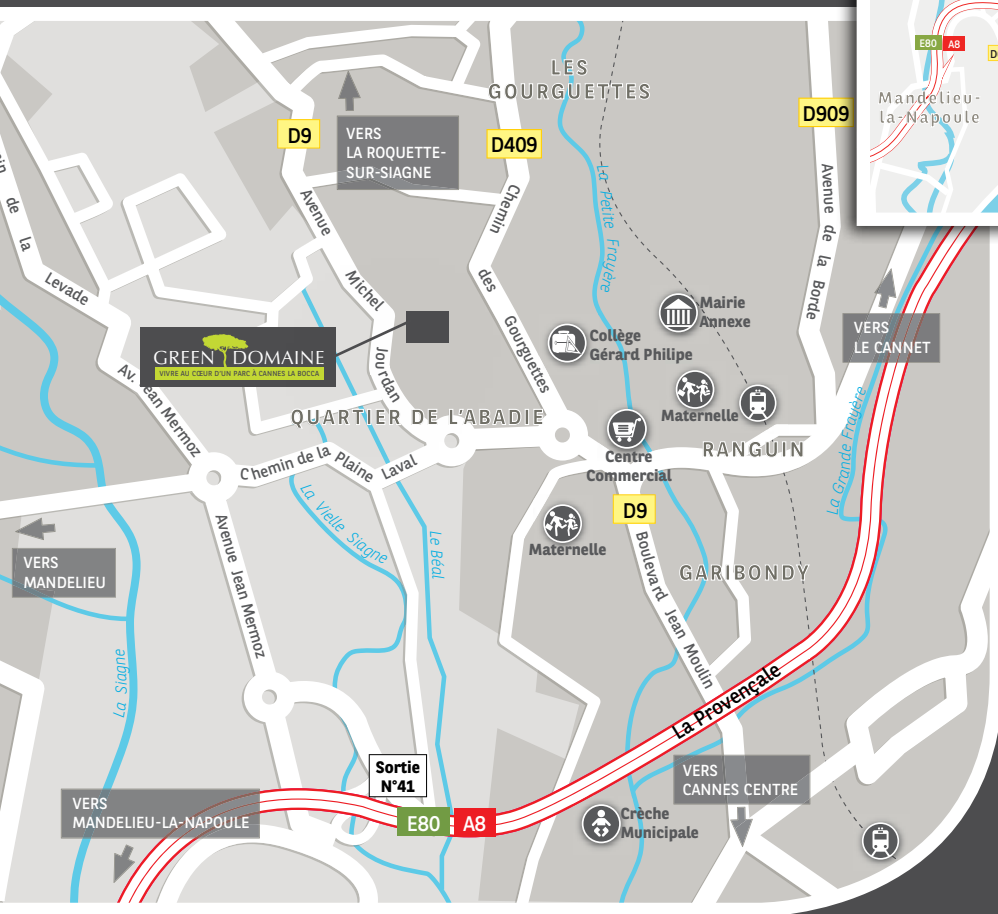 E80 A8
Mandelieu-
la-Napoule
LES
GOURGUETTES
D9
VERS
LA ROQUETTE-
SUR-SIAGNE
D409
D909
de la
Levade
Avenue Michel Jourdan
Chemin des Gourguettes
La Petite Frayère
Avenue de la Borde
Mairie
Annexe
Collège
Gérard Philipe
VERS
LE CANNET
GREEN DOMAINE
VIVRE AU CŒUR D'UN PARC À CANNES LA BOCCA
Av. Jean Mermoz
QUARTIER DE L'ABADIE
Maternelle
RANGUIN
Centre
Commercial
La Grande Frayère
Chemin de la Plaine Laval
La Vielle Siagne
Le Béal
D9
Maternelle
VERS
MANDELIEU
Avenue Jean Mermoz
Boulevard Jean Moulin
GARIBONDY
La Siagne
La Provençale
Sortie
N°41
VERS
CANNES CENTRE
VERS
MANDELIEU-LA-NAPOULE
E80 A8
Crèche
Municipale